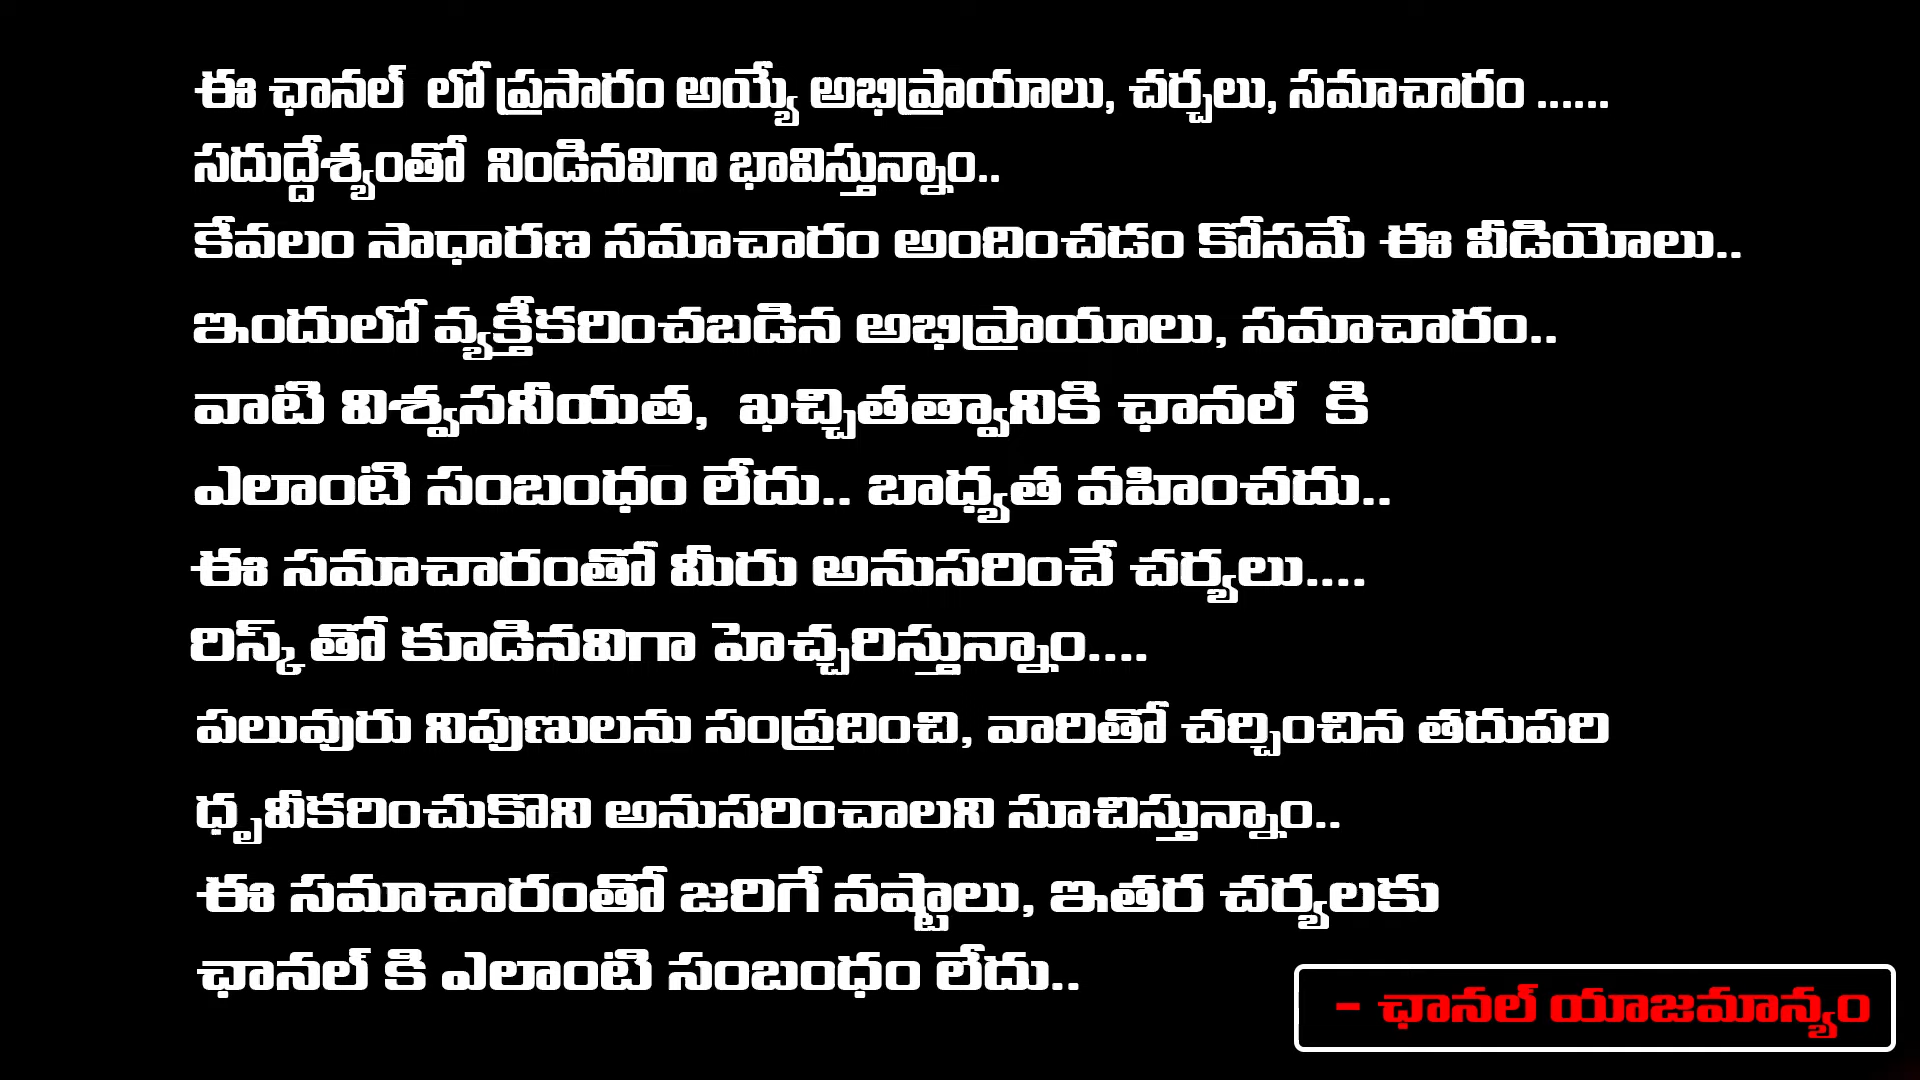 ఈ ఛానల్ లో ప్రసారం అయ్యే అభిప్రాయాలు, చర్చలు, సమాచారం ......
సదుద్దేశ్యంతో నిండినవిగా భావిస్తున్నాం..
కేవలం సాధారణ సమాచారం అందించడం కోసమే ఈ వీడియోలు..
ఇందులో వ్యక్తీకరించబడిన అభిప్రాయాలు, సమాచారం..
వాటి విశ్వసనీయత, ఖచ్చితత్వానికి ఛానల్ కి
ఎలాంటి సంబంధం లేదు.. బాధ్యత వహించదు..
ఈ సమాచారంతో మీరు అనుసరించే చర్యలు....
రిస్క్ తో కూడినవిగా హెచ్చరిస్తున్నాం....
పలువురు నిపుణులను సంప్రదించి, వారితో చర్చించిన తదుపరి
ధృవీకరించుకొని అనుసరించాలని సూచిస్తున్నాం..
ఈ సమాచారంతో జరిగే నష్టాలు, ఇతర చర్యలకు
ఛానల్ కి ఎలాంటి సంబంధం లేదు..
- ఛానల్ యాజమాన్యం